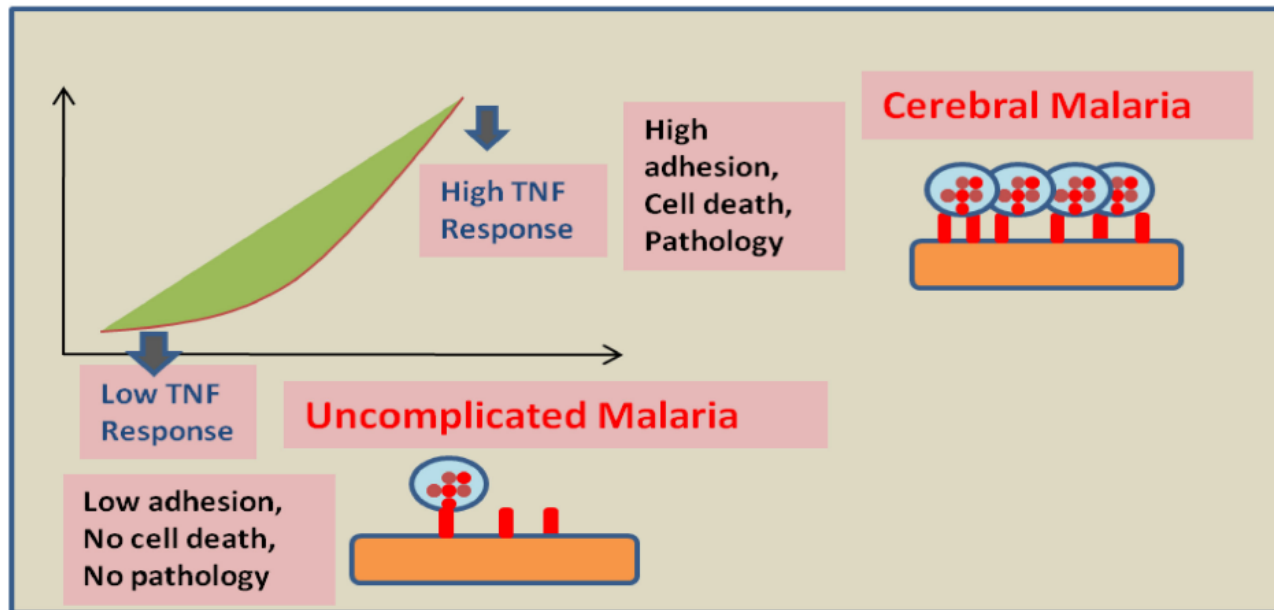 Cerebral Malaria
High
adhesion,
Cell death,
Pathology
High TNF
Response
Low TNF
Response
Uncomplicated Malaria
Low adhesion,
No cell death,
No pathology